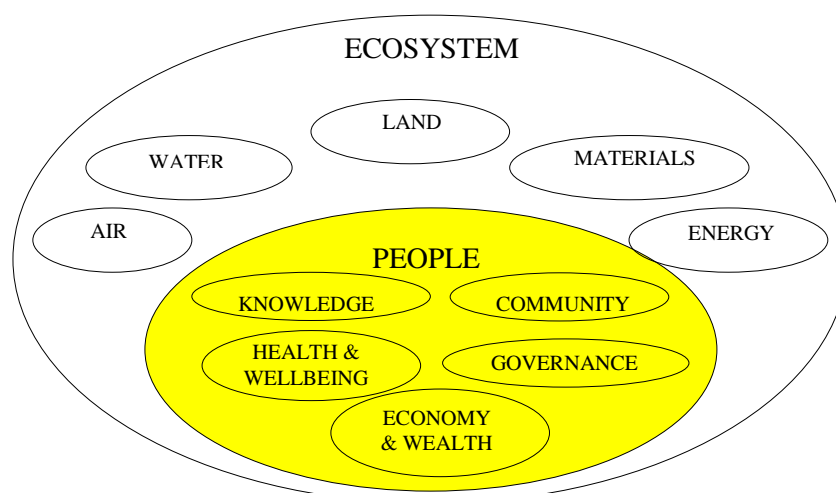 ECOSYSTEM
LAND
WATER
MATERIALS
AIR
ENERGY
PEOPLE
KNOWLEDGE
COMMUNITY
HEALTH &
WELLBEING
GOVERNANCE
ECONOMY
& WEALTH